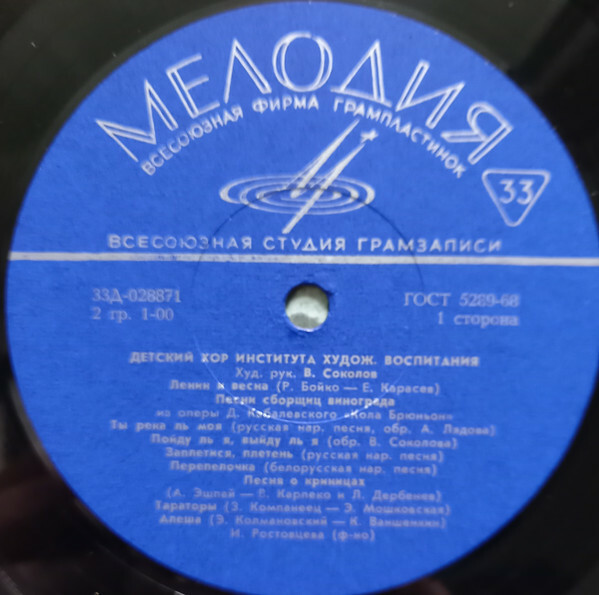 МЕЛОДИЯ
ВСЕСОЮЗНАЯ ФИРМА ГРАМПЛАСТИНОК
33
ВСЕСОЮЗНАЯ СТУДИЯ ГРАМЗАПИСИ
33Д-028871
2 гр. 1-00
ГОСТ 5289-68
1 сторона
ДЕТСКИЙ ХОР ИНСТИТУТА ХУДОЖ. ВОСПИТАНИЯ
Худ. рук. В. Соколов
Ленин и весна (Р. Бойко — Е. Карасев)
Песни сборщиц винограда
из оперы Д. Кабалевского «Кола Брюньон»
Ты река ль моя (русская нар. песня, обр. А. Лядова)
Пойду ль я, выйду ль я (обр. В. Соколова)
Заплетися, плетень (русская нар. песня)
Перепелочка (белорусская нар. песня)
Песня о криницах
(А. Эшпай — В. Карпеко и Л. Дербенев)
Тараторы (З. Компанеец — Э. Мошковская)
Алеша (Э. Колмановский — К. Ваншенкин)
И. Ростовцева (ф-но)